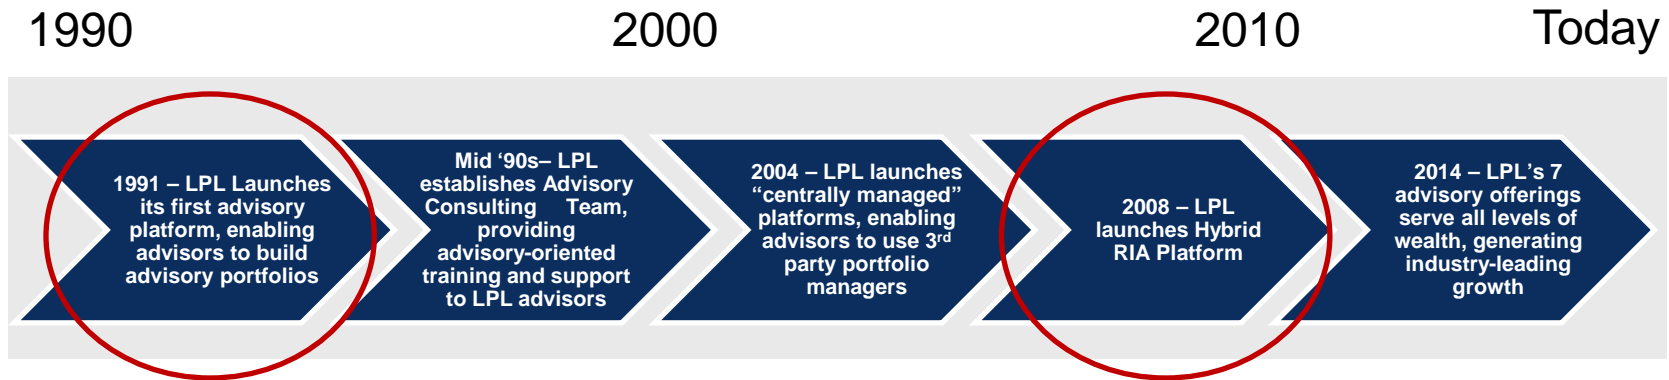 1990
2000
2010
Today
1991 – LPL Launches
its first advisory
platform, enabling
advisors to build
advisory portfolios
Mid ‘90s– LPL
establishes Advisory
Consulting Team,
providing
advisory-oriented
training and support
to LPL advisors
2004 – LPL launches
“centrally managed”
platforms, enabling
advisors to use 3rd
party portfolio
managers
2008 – LPL
launches Hybrid
RIA Platform
2014 – LPL’s 7
advisory offerings
serve all levels of
wealth, generating
industry-leading
growth